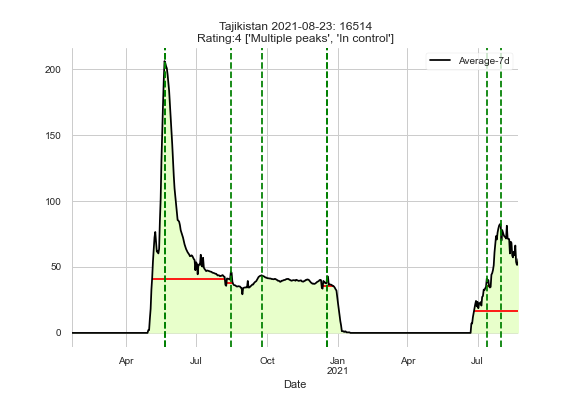 Tajikistan 2021-08-23: 16514
Rating:4 ['Multiple peaks', 'In control']
Average-7d
200
150
100
50
0
Apr Jul Oct Jan Apr Jul
2021
Date